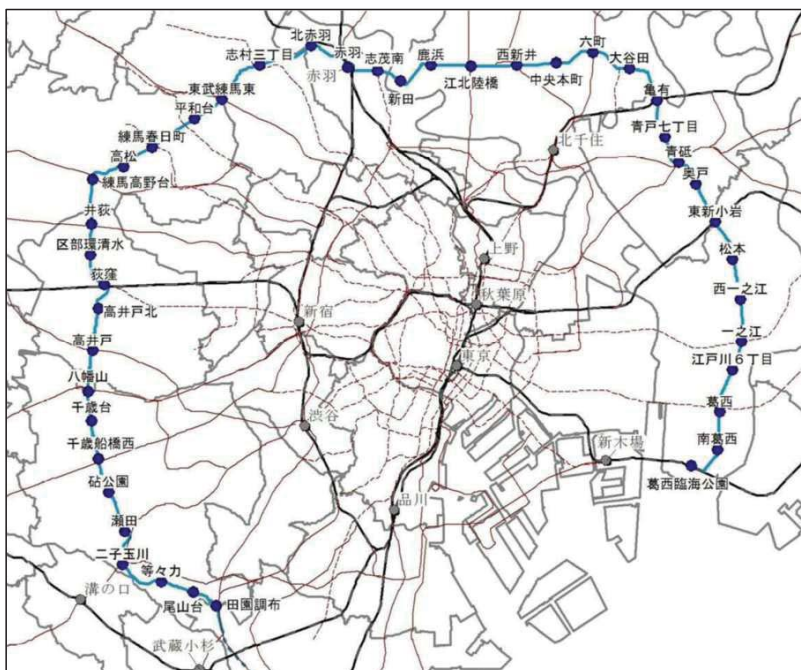 北赤羽
六町
志村三丁目
赤羽
志茂南
鹿浜
西新井
大谷田
赤羽
江北陸橋
中央本町
東武練馬東
新田
亀有
平和台
青戸七丁目
練馬春日町
北千住
青砥
高松
奥戸
練馬高野台
井荻
東新小岩
区部環清水
松本
上野
荻窪
西一之江
高井戸北
秋葉原
新宿
一之江
高井戸
東京
江戸川６丁目
八幡山
葛西
千歳台
渋谷
千歳船橋西
新木場
南葛西
砧公園
葛西臨海公園
品川
瀬田
二子玉川
等々力
溝の口
尾山台
田園調布
武蔵小杉